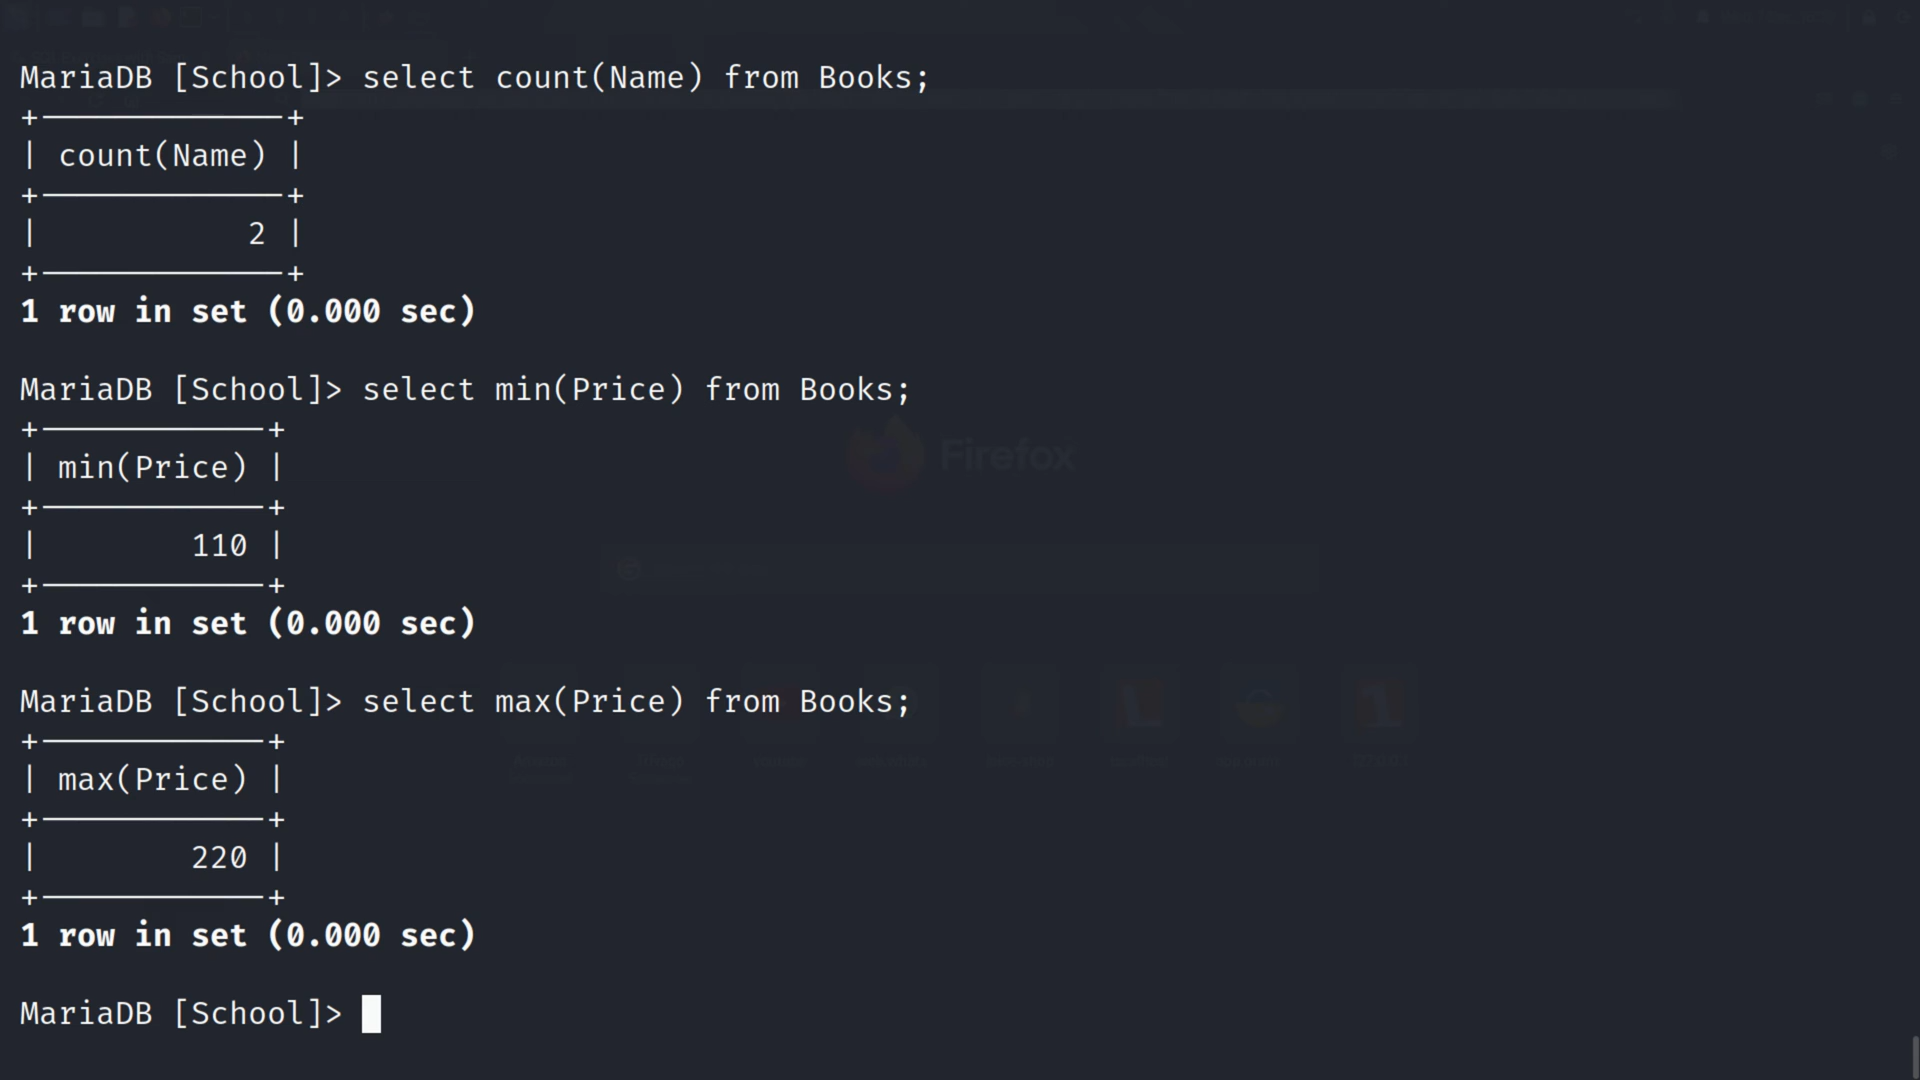 MariaDB [School]> select count(Name) from Books;
+-------------+
| count(Name) |
+-------------+
|           2 |
+-------------+
1 row in set (0.000 sec)
MariaDB [School]> select min(Price) from Books;
+------------+
| min(Price) |
+------------+
|        110 |
+------------+
1 row in set (0.000 sec)
Firefox
MariaDB [School]> select max(Price) from Books;
+------------+
| max(Price) |
+------------+
|        220 |
+------------+
1 row in set (0.000 sec)
MariaDB [School]>